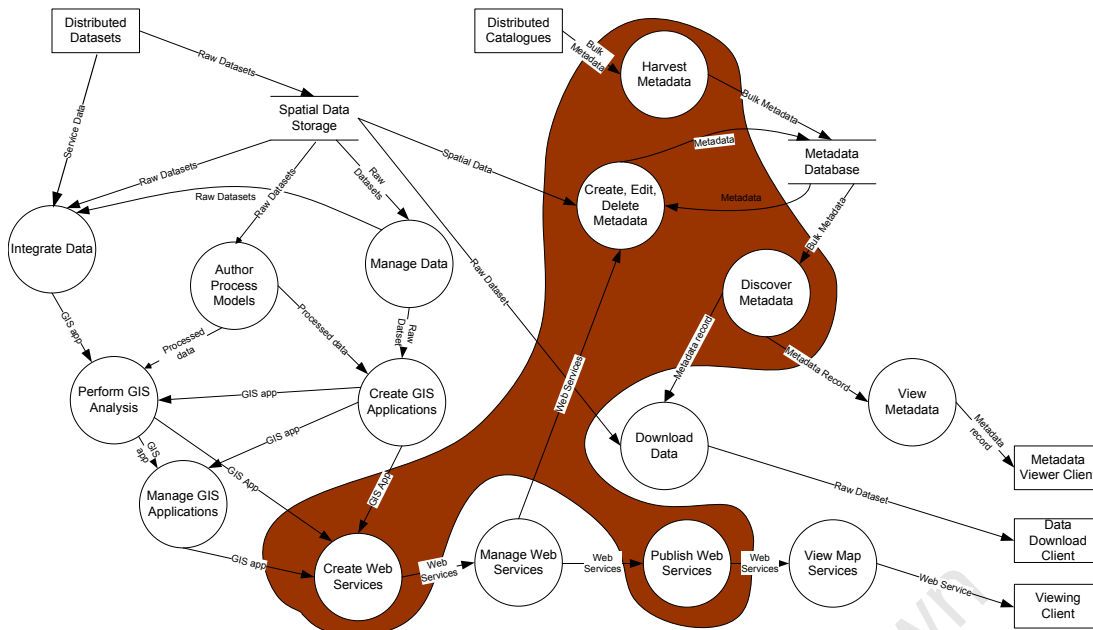 Distributed
Datasets
Distributed
Catalogues
Bulk
Metadata
Harvest
Metadata
Raw Datasets
Bulk Metadata
Spatial Data
Storage
Service Data
Metadata
Metadata
Database
Spatial Data
Raw Datasets
Raw
Datasets
Raw Datasets
Raw Datasets
Create, Edit,
Delete
Metadata
Metadata
Bulk Metadata
Integrate Data
Manage Data
Author
Process
Models
Raw Dataset
Discover
Metadata
GIS app
Processed data
Raw
Datset
Processed
data
Metadata record
Metadata Record
Web Services
Perform GIS
Analysis
GIS app
Create GIS
Applications
View
Metadata
Metadata
record
GIS app
GIS
app
Download
Data
Metadata
Viewer Client
GIS App
GIS App
Raw Dataset
Manage GIS
Applications
Data
Download
Client
GIS app
Create Web
Services
Web
Services
Manage Web
Services
Web
Services
Publish Web
Services
Web
Services
View Map
Services
Web Service
Viewing
Client
wn